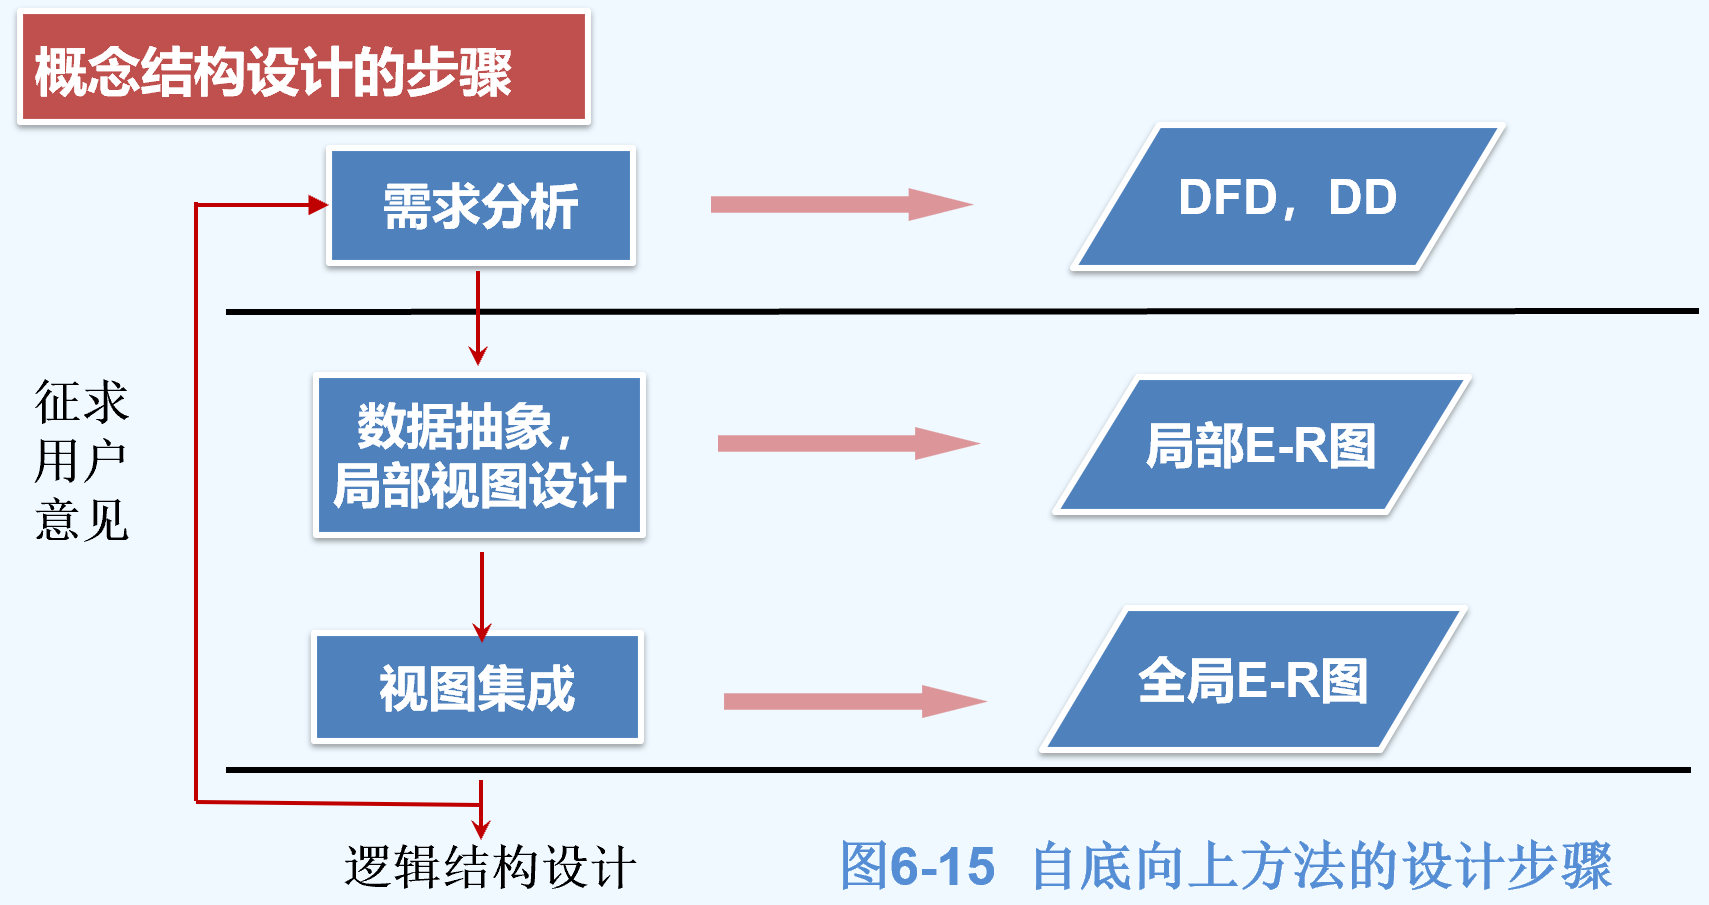 概念结构设计的步骤
需求分析
DFD，DD
征求
用户
意见
数据抽象，
局部视图设计
局部E-R图
视图集成
全局E-R图
逻辑结构设计
图6-15 自底向上方法的设计步骤